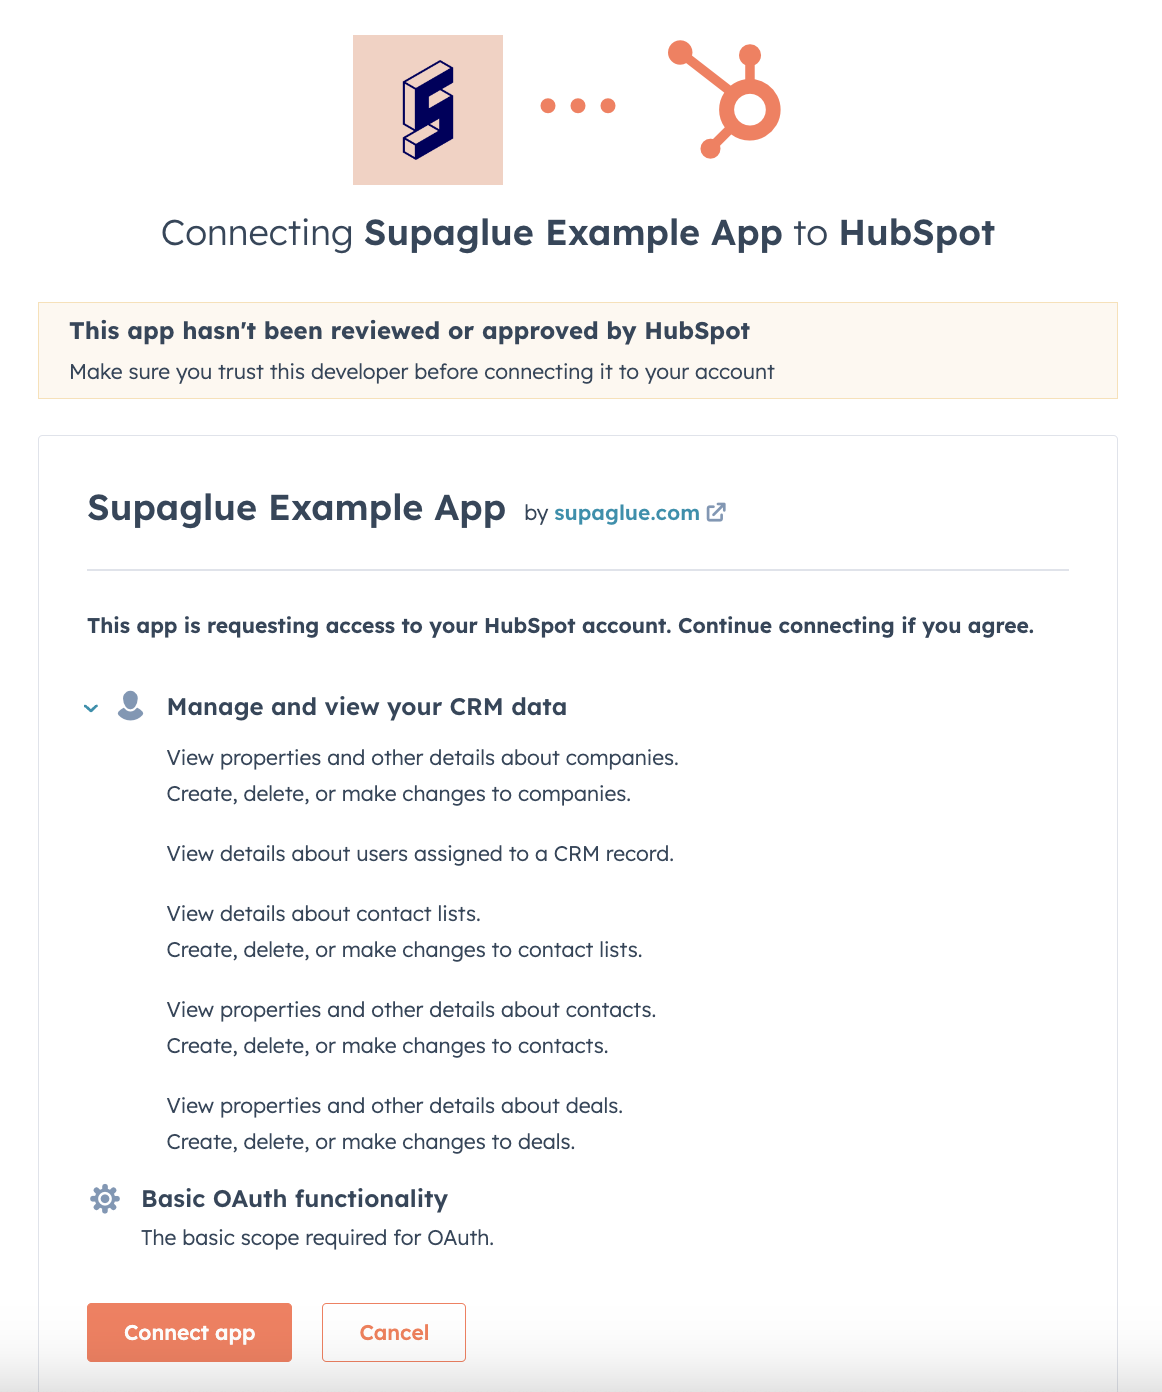 Connecting Supaglue Example App to HubSpot
This app hasn't been reviewed or approved by HubSpot
Make sure you trust this developer before connecting it to your account
Supaglue Example App by supaglue.com
This app is requesting access to your HubSpot account. Continue connecting if you agree.
Manage and view your CRM data
View properties and other details about companies.
Create, delete, or make changes to companies.
View details about users assigned to a CRM record.
View details about contact lists.
Create, delete, or make changes to contact lists.
View properties and other details about contacts.
Create, delete, or make changes to contacts.
View properties and other details about deals.
Create, delete, or make changes to deals.
Basic OAuth functionality
The basic scope required for OAuth.
Connect app Cancel